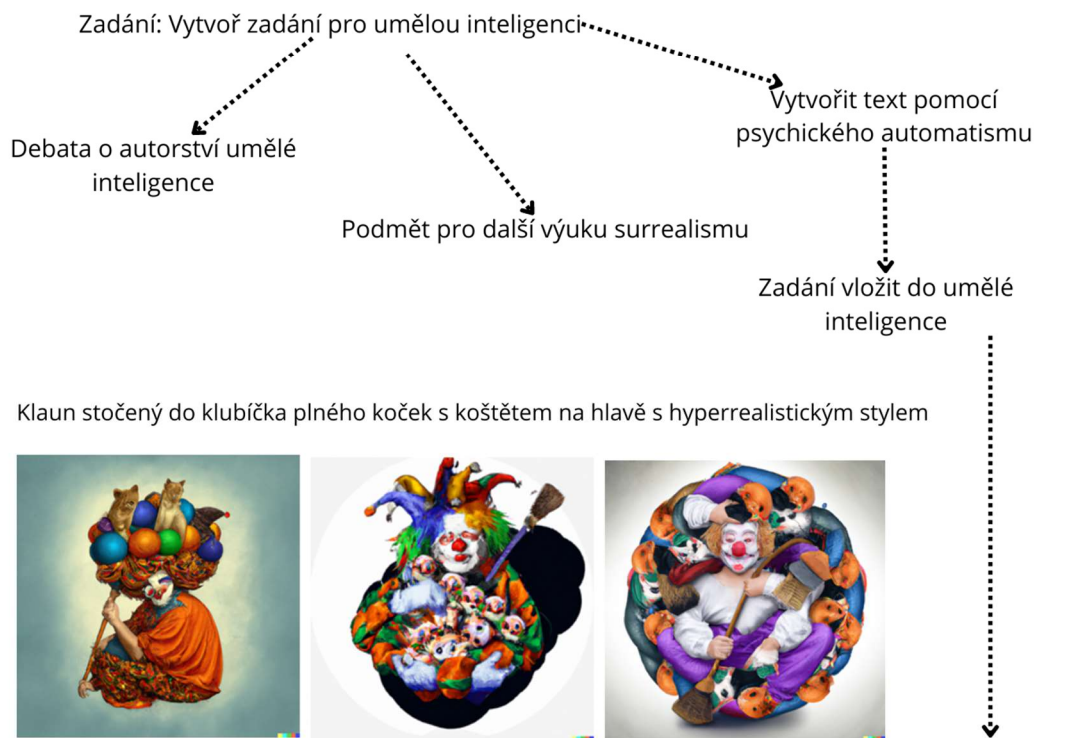 Zadání: Vytvoř zadání pro umělou inteligenci
Vytvořit text pomocí
psychického automatismu
Debata o autorství umělé
inteligence
Podmět pro další výuku surrealismu
Zadání vložit do umělé
inteligence
Klaun stočený do klubíčka plného koček s koštětem na hlavě s hyperrealistickým stylem